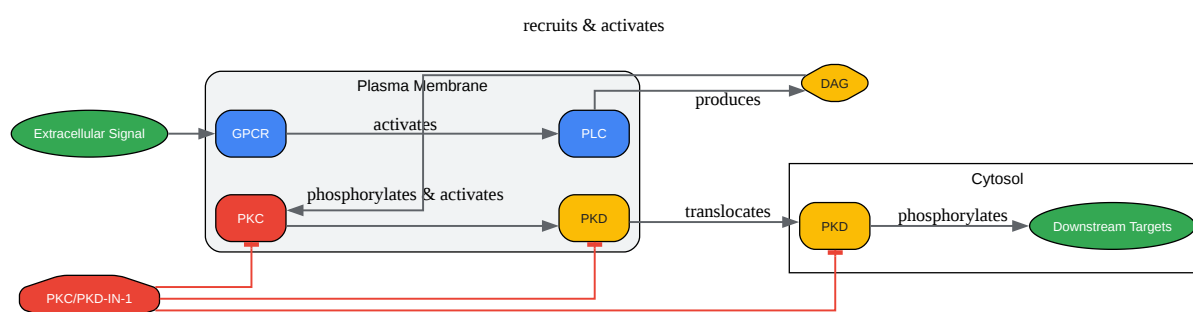 recruits & activates
Plasma Membrane
DAG
produces
Extracellular Signal
GPCR
activates
PLC
Cytosol
phosphorylates & activates
PKC
PKD
translocates
PKD
phosphorylates
Downstream Targets
PKC/PKD-IN-1